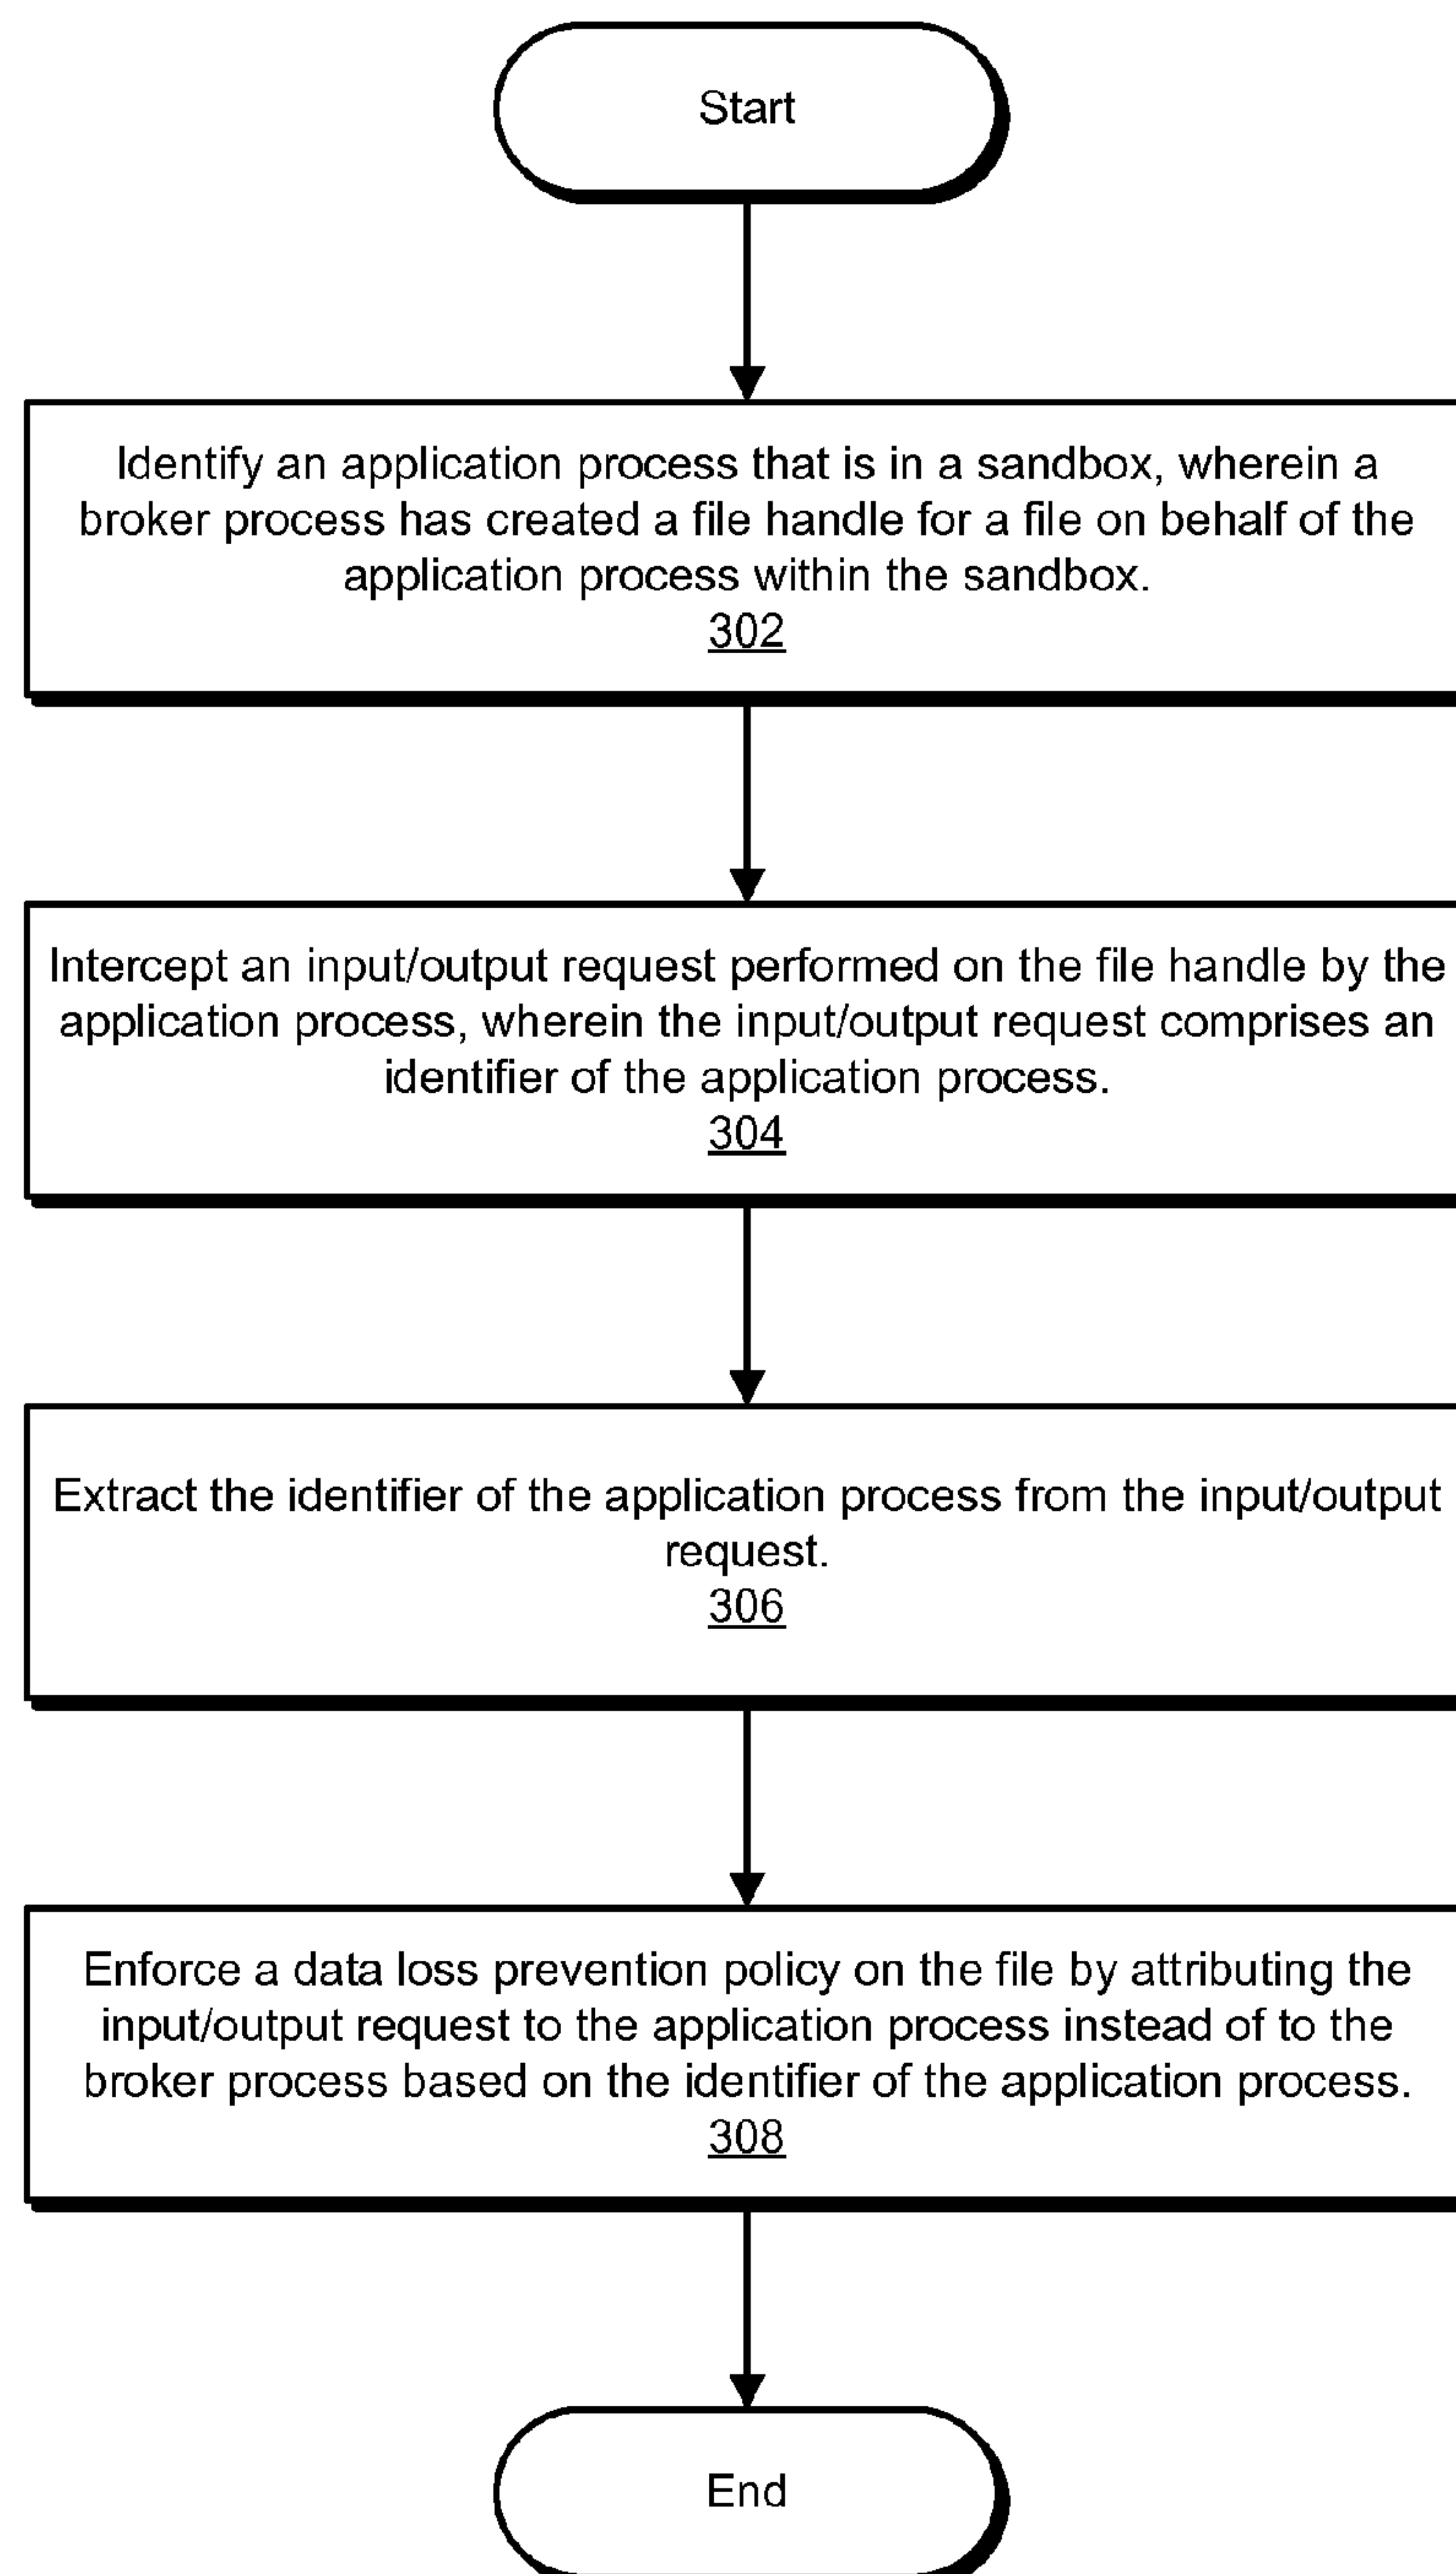 Start
Identify an application process that is in a sandbox, wherein a
broker process has created a file handle for a file on behalf of the
application process within the sandbox.
302
Intercept an input/output request performed on the file handle by the
application process, wherein the input/output request comprises an
identifier of the application process.
304
Extract the identifier of the application process from the input/output
request.
306
Enforce a data loss prevention policy on the file by attributing the
input/output request to the application process instead of to the
broker process based on the identifier of the application process.
308
End